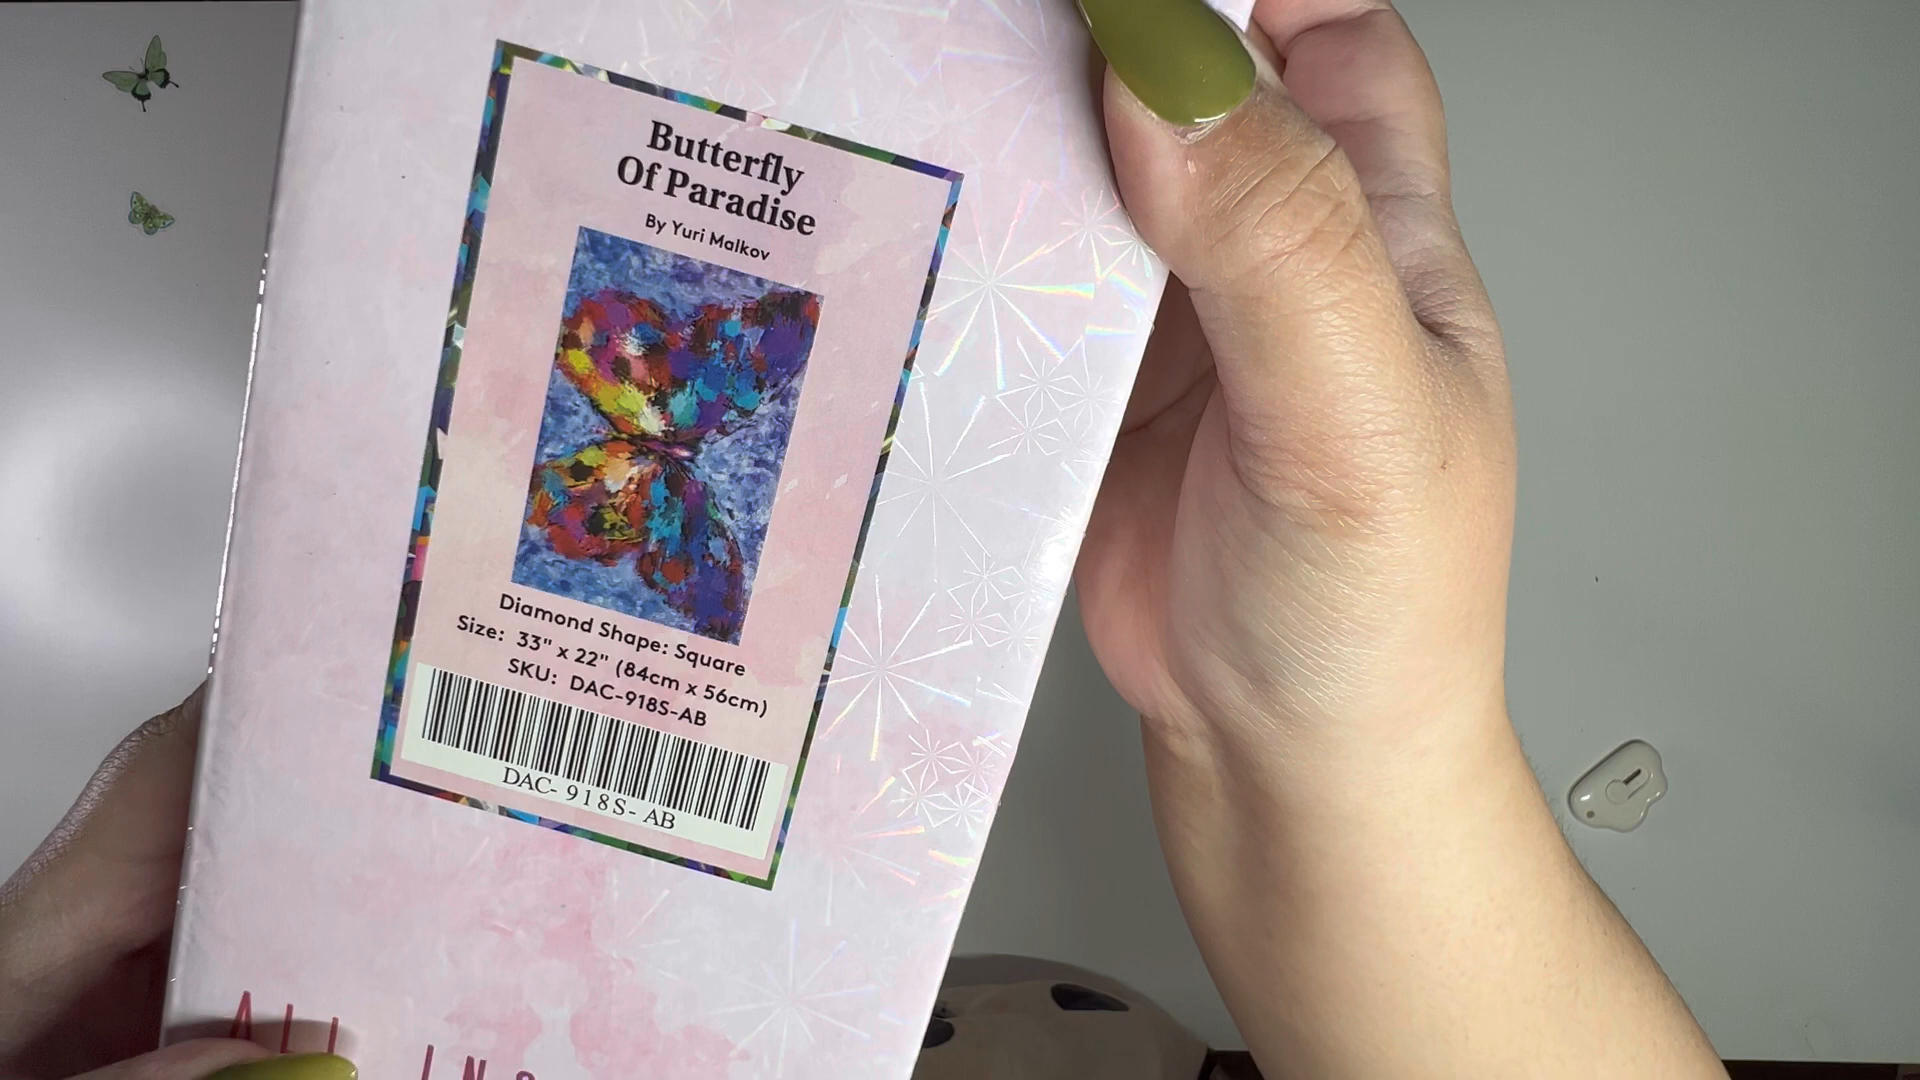 Butterfly
Of Paradise
By Yuri Malkov
Diamond Shape: Square
Size: 33" x 22" (84cm x 56cm)
SKU: DAC-918S-AB
DAC-918S-AB
ALL